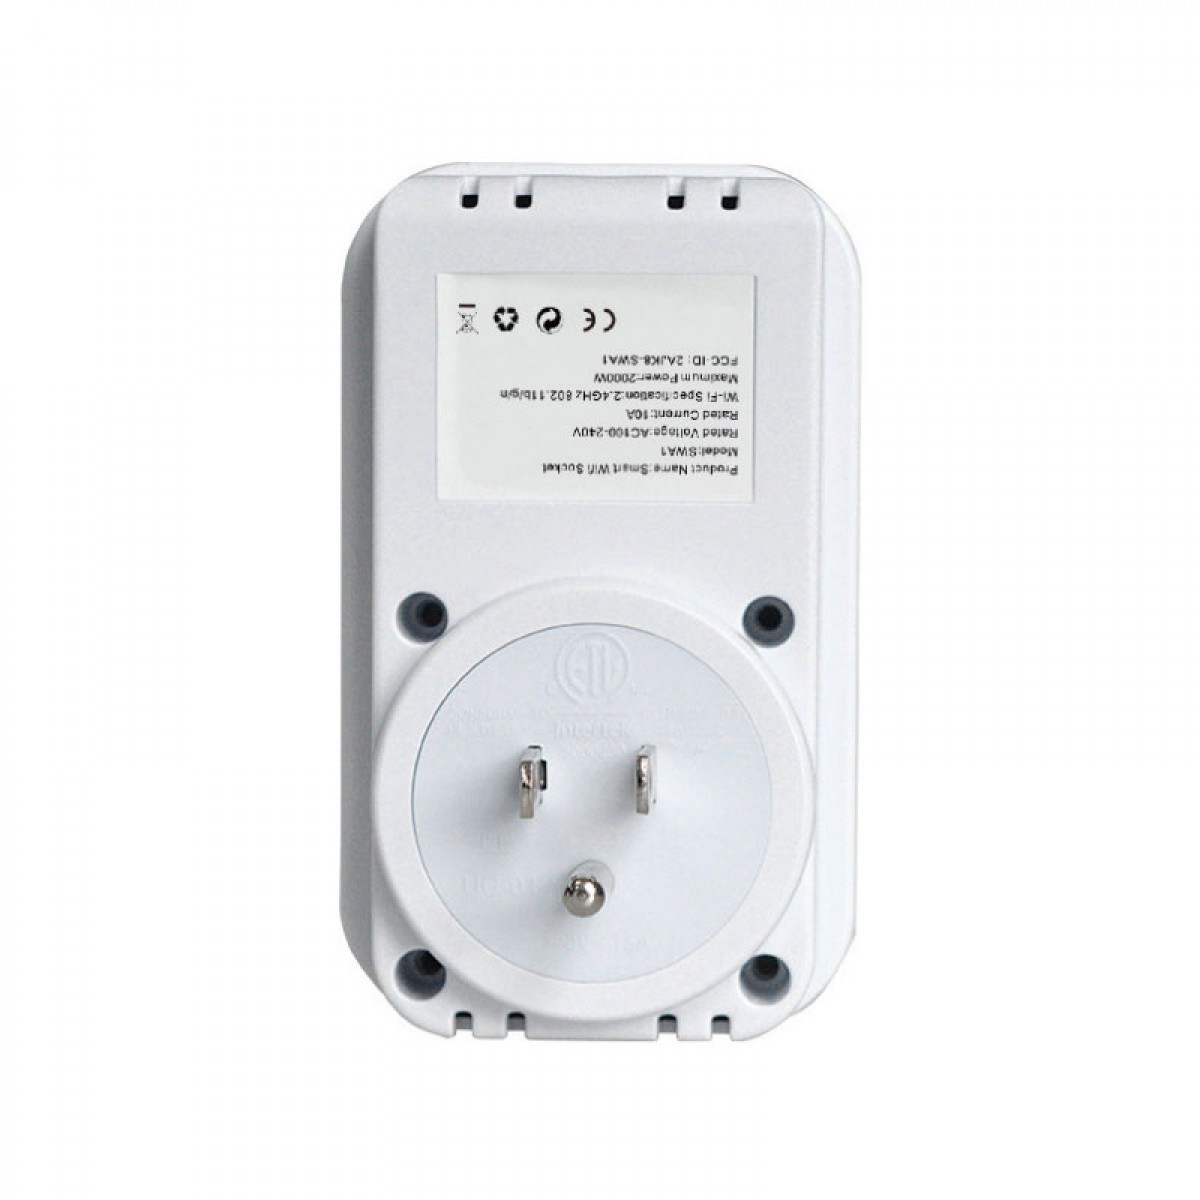 Product Name:Smart Wifi Socket
Model:SWA1
Rated Voltage:AC100-240V
Rated Current:10A
Wi-Fi Specification:2.4GHz 802.11b/g/n
Maximum Power:2000W
FCC-ID: 2AJK8-SWA1
CE
ETL
Intertek